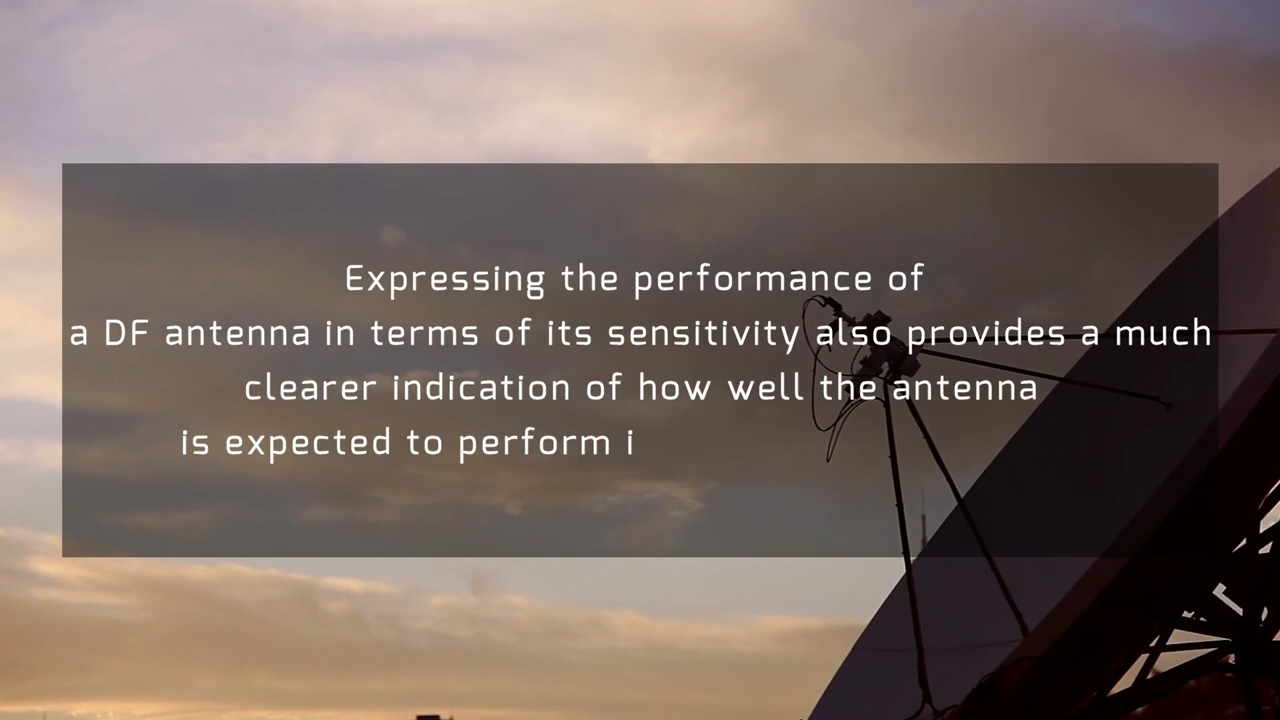 Expressing the performance of
a DF antenna in terms of its sensitivity also provides a much
clearer indication of how well the antenna
is expected to perform i